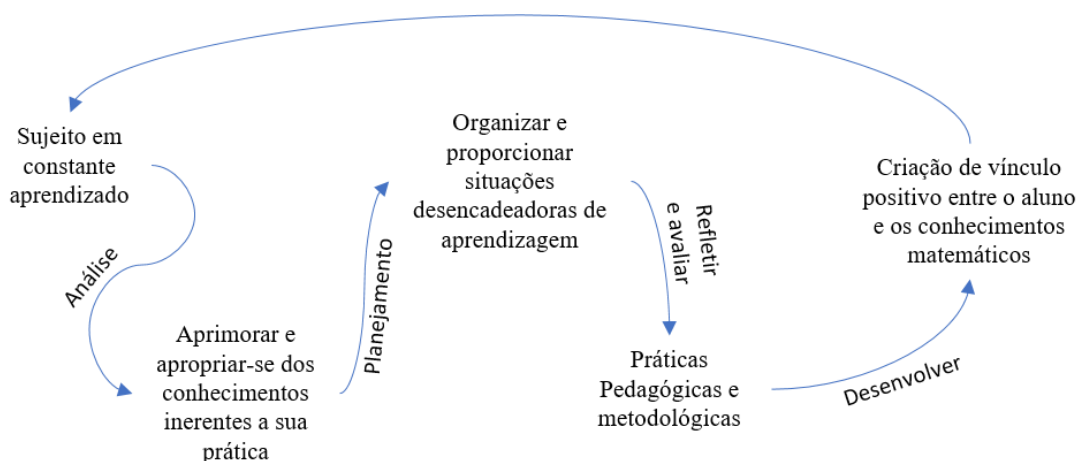 Sujeito em
constante
aprendizado
Análise
Aprimorar e
apropriar-se dos
conhecimentos
inerentes a sua
prática
Planejamento
Organizar e
proporcionar
situações
desencadeadoras de
aprendizagem
Refletir
e avaliar
Práticas
Pedagógicas e
metodológicas
Desenvolver
Criação de vínculo
positivo entre o aluno
e os conhecimentos
matemáticos